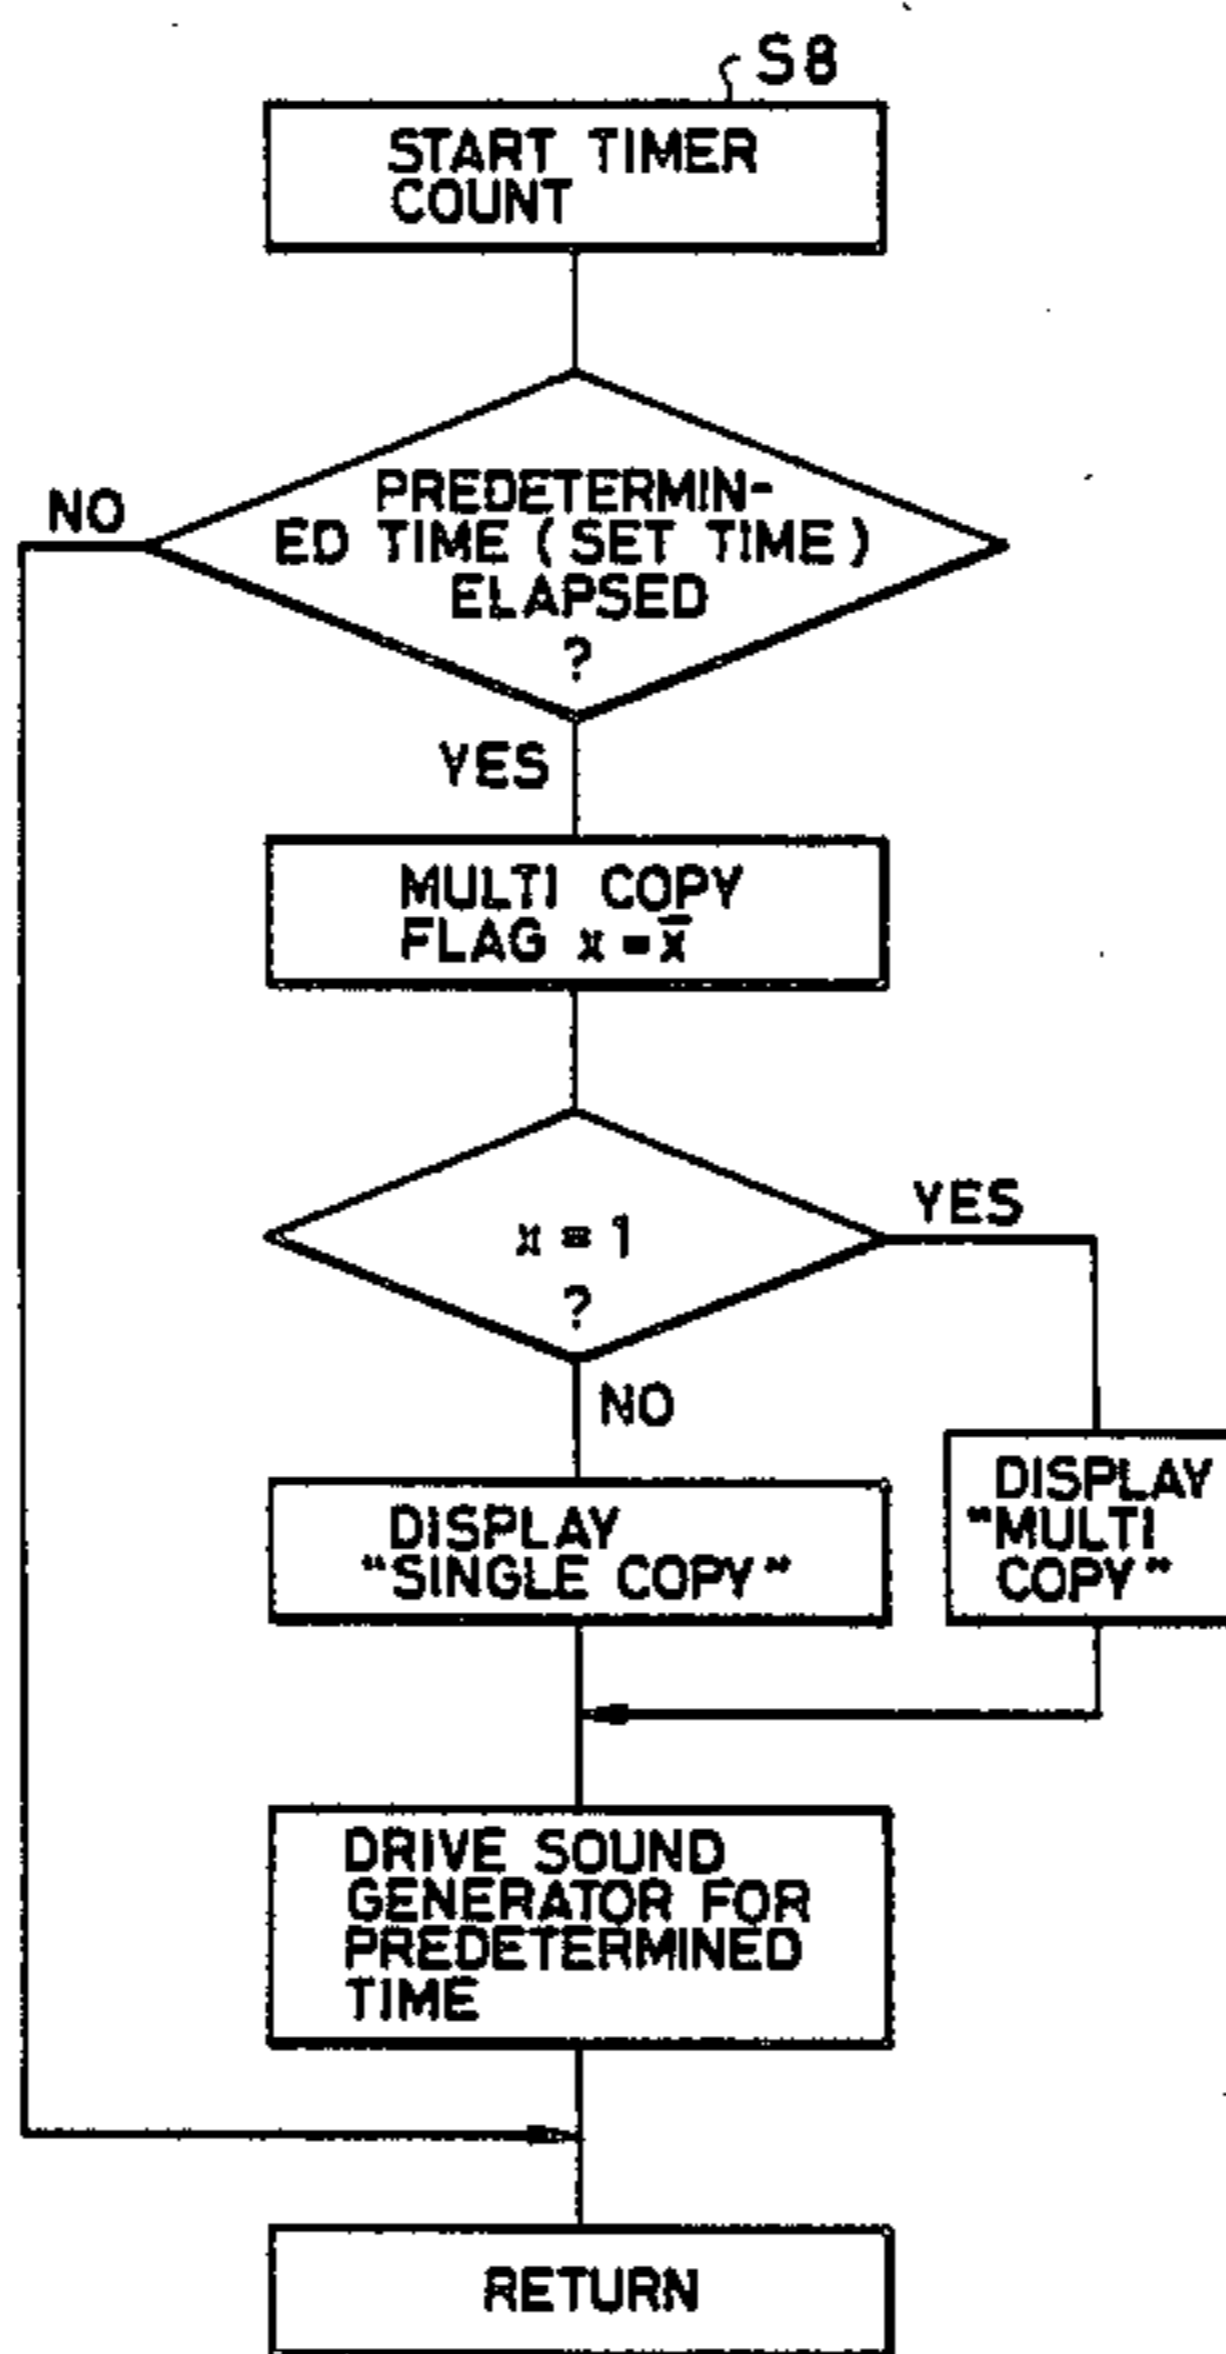 S8
START TIMER
COUNT
NO
PREDETERMIN-
ED TIME (SET TIME)
ELAPSED
?
YES
MULTI COPY
FLAG x = x̄
x = 1
?
YES
NO
DISPLAY
"SINGLE COPY"
DISPLAY
"MULTI
COPY"
DRIVE SOUND
GENERATOR FOR
PREDETERMINED
TIME
RETURN